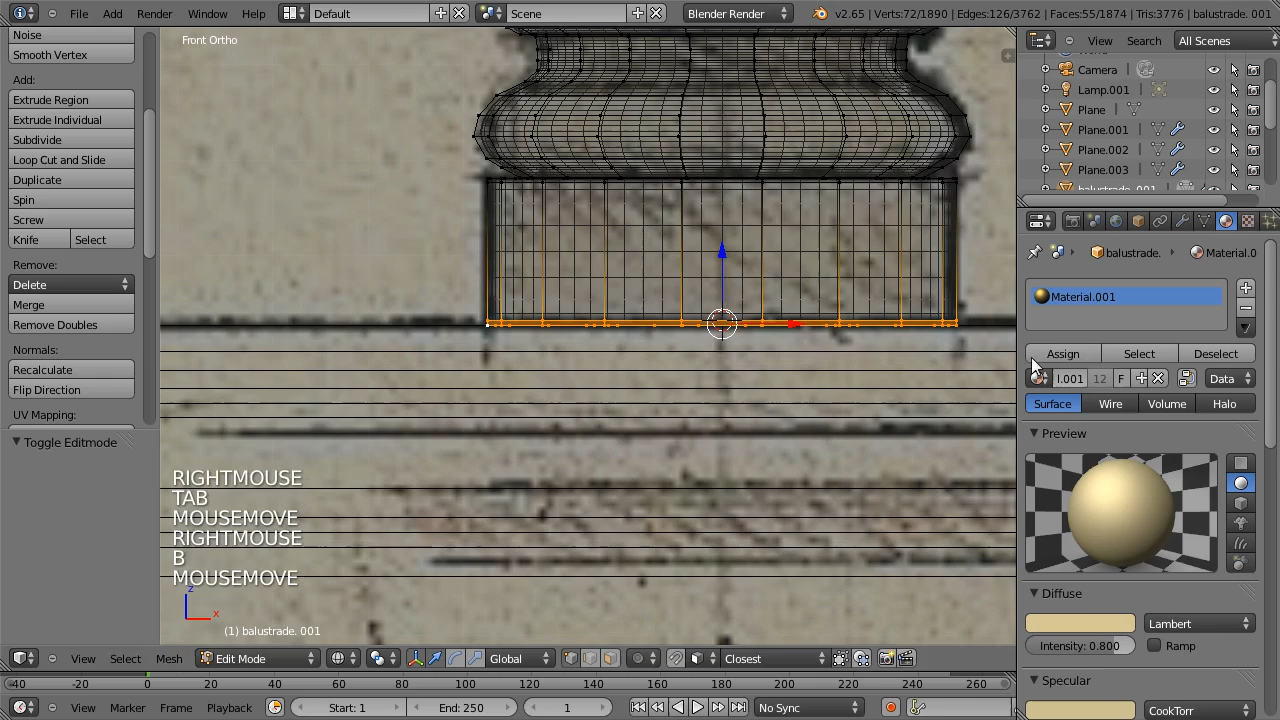 File Add Render Window Help Default Scene Blender Render v2.65 | Verts:72/1890 | Edges:126/3762 | Faces:55/1874 | Tris:3776 | balustrade. 001
Noise
Smooth Vertex
Add:
Extrude Region
Extrude Individual
Subdivide
Loop Cut and Slide
Duplicate
Spin
Screw
Knife Select
Remove:
Delete
Merge
Remove Doubles
Normals:
Recalculate
Flip Direction
UV Mapping:
Toggle Editmode
Front Ortho
RIGHTMOUSE
TAB
MOUSEMOVE
RIGHTMOUSE
B
MOUSEMOVE
z
x
(1) balustrade. 001
View Search All Scenes
Camera
Lamp.001
Plane
Plane.001
Plane.002
Plane.003
balustrade. 001
balustrade. Material.0
Material.001
Assign Select Deselect
l.001 12 F Data
Surface Wire Volume Halo
Preview
Diffuse
Lambert
Intensity: 0.800 Ramp
Specular
CookTorr
View Select Mesh Edit Mode Global Closest
-40 -20 0 20 40 60 80 100 120 140 160 180 200 220 240 260
View Marker Frame Playback Start: 1 End: 250 1 No Sync